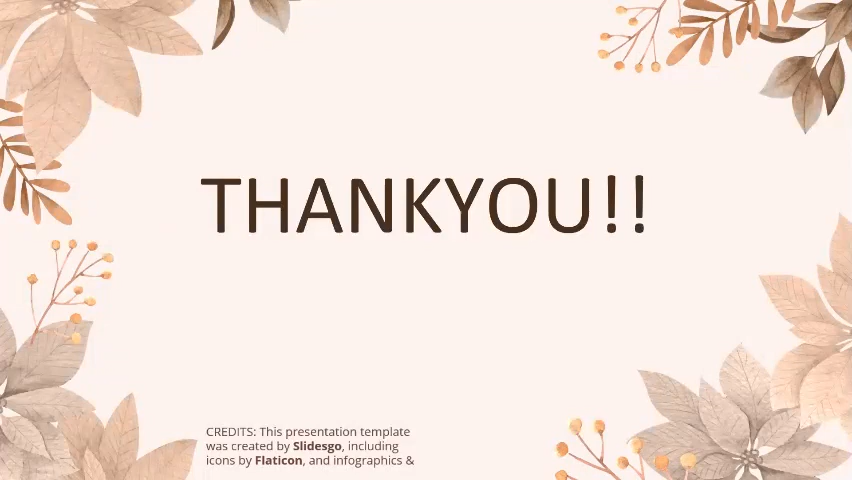 THANKYOU!!
CREDITS: This presentation template
was created by Slidesgo, including
icons by Flaticon, and infographics &